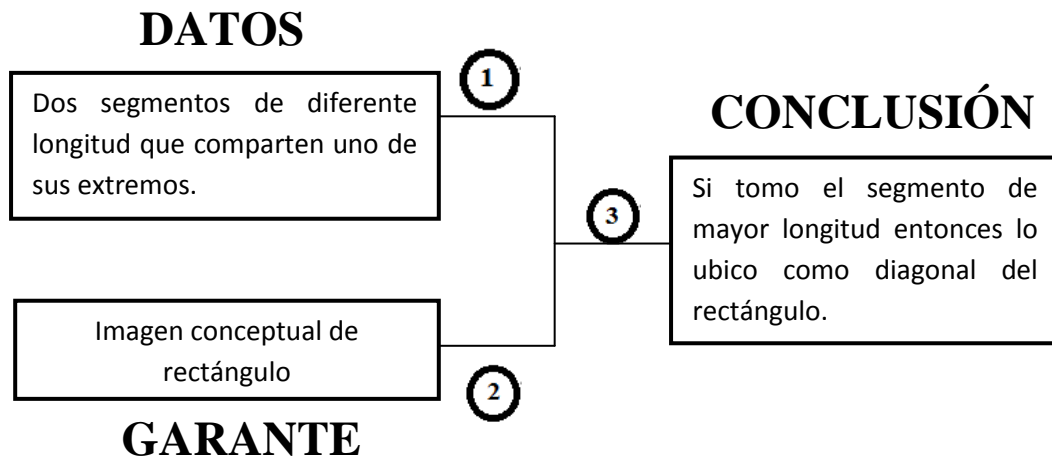 DATOS
1
Dos segmentos de diferente
longitud que comparten uno de
sus extremos.
CONCLUSIÓN
3
Si tomo el segmento de
mayor longitud entonces lo
ubico como diagonal del
rectángulo.
Imagen conceptual de
rectángulo
2
GARANTE